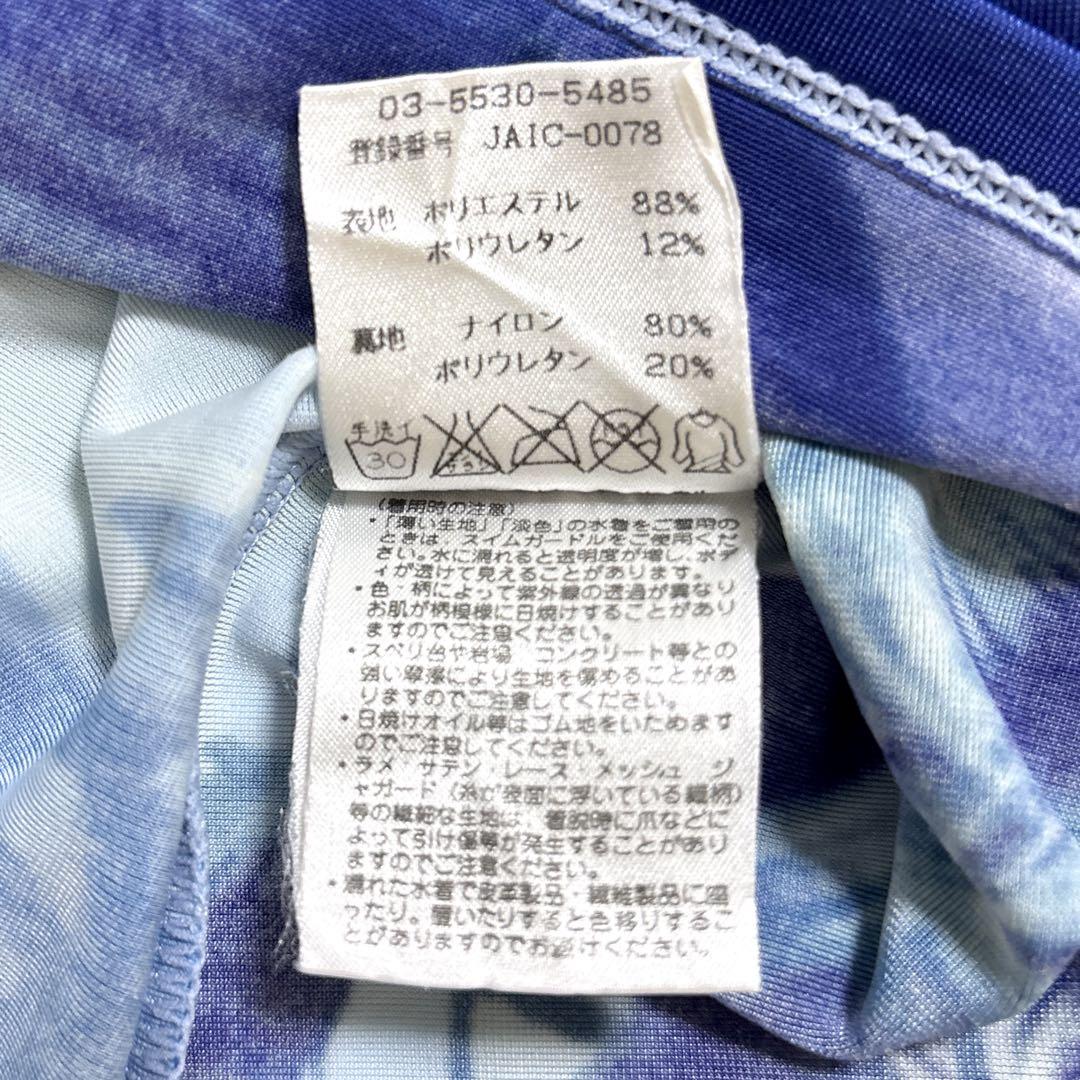 03-5530-5485
登録番号 JAIC-0078
表地 ポリエステル 88%
ポリウレタン 12%
裏地 ナイロン 80%
ポリウレタン 20%
手洗イ
30
(着用時の注意)
・「薄い生地」「淡色」の水着をご着用の
ときは、スイムガードルをご使用くだ
さい。水に濡れると透明度が増し、ボデ
ィが透けて見えることがあります。
・色・柄によって紫外線の透過が異なり
お肌が柄模様に日焼けすることがあり
ますのでご注意ください。
・スベリ台や岩場・コンクリート等との
強い摩擦により生地を傷めることがあ
りますのでご注意してください。
・日焼けオイル等はゴム地をいためます
のでご注意してください。
・ラメ・サテン・レース・メッシュ・ジ
ャガード(糸が表面に浮いている織柄)
等の繊細な生地は、着脱時に爪などに
よって引け傷等が発生することがあり
ますのでご注意ください。
・濡れた水着で皮革製品・繊維製品に座
ったり、置いたりすると色移りするこ
とがありますのでお避けください。